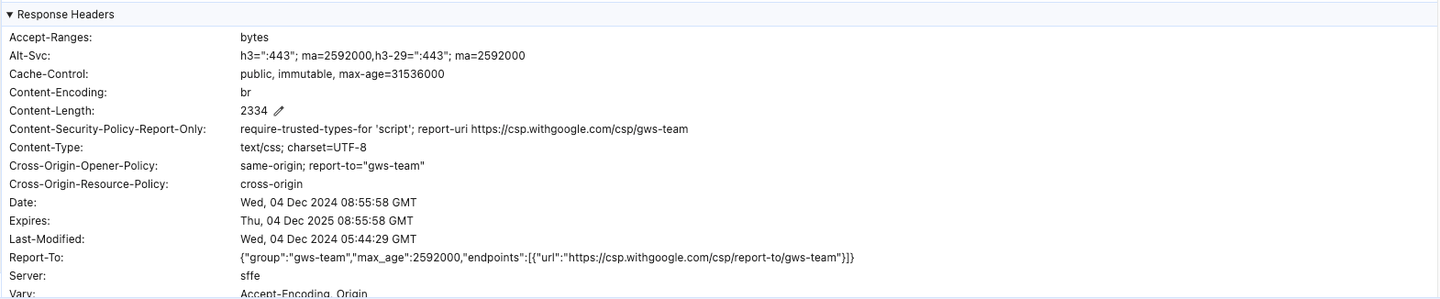 ▼ Response Headers
Accept-Ranges: bytes
Alt-Svc: h3=":443"; ma=2592000,h3-29=":443"; ma=2592000
Cache-Control: public, immutable, max-age=31536000
Content-Encoding: br
Content-Length: 2334
Content-Security-Policy-Report-Only: require-trusted-types-for 'script'; report-uri https://csp.withgoogle.com/csp/gws-team
Content-Type: text/css; charset=UTF-8
Cross-Origin-Opener-Policy: same-origin; report-to="gws-team"
Cross-Origin-Resource-Policy: cross-origin
Date: Wed, 04 Dec 2024 08:55:58 GMT
Expires: Thu, 04 Dec 2025 08:55:58 GMT
Last-Modified: Wed, 04 Dec 2024 05:44:29 GMT
Report-To: {"group":"gws-team","max_age":2592000,"endpoints":[{"url":"https://csp.withgoogle.com/csp/report-to/gws-team"}]}
Server: sffe
Vary: Accept-Encoding, Origin